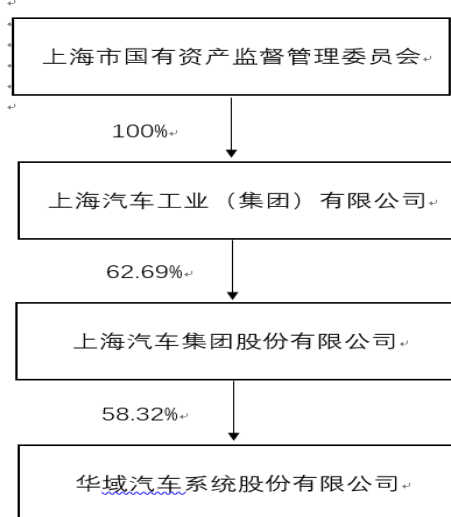 上海市国有资产监督管理委员会
100%
上海汽车工业（集团）有限公司
62.69%
上海汽车集团股份有限公司
58.32%
华域汽车系统股份有限公司